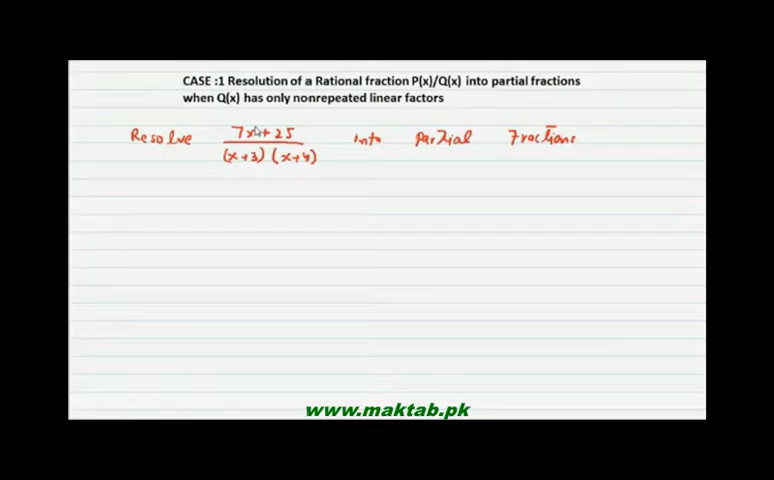 CASE :1 Resolution of a Rational fraction P(x)/Q(x) into partial fractions
when Q(x) has only nonrepeated linear factors
Resolve 7x+25 into Partial Fractions
(x+3) (x+4)
www.maktab.pk